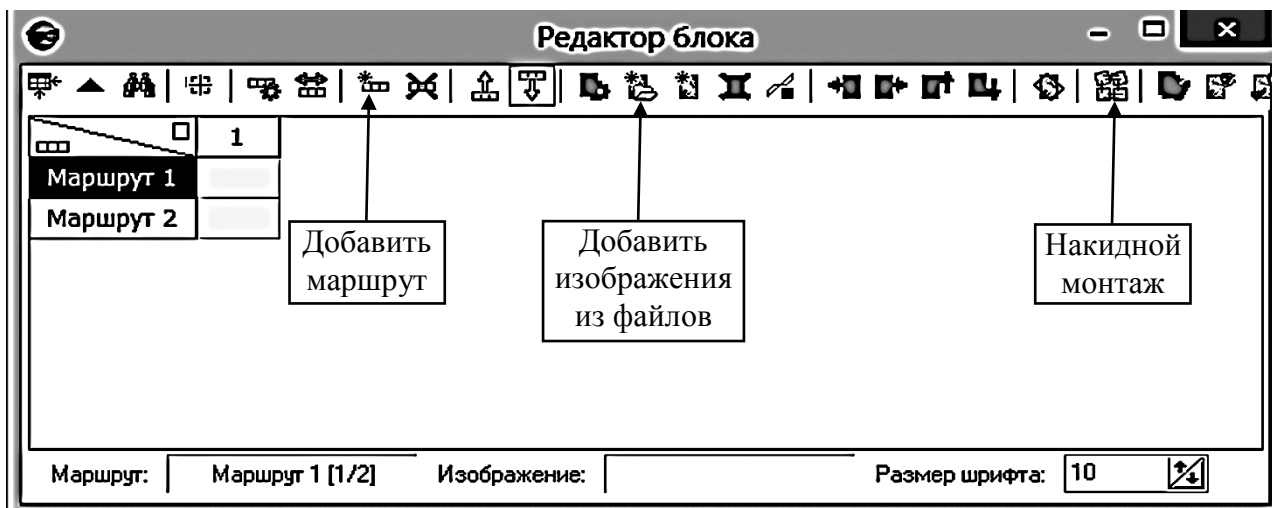 Редактор блока
1
Маршрут 1
Маршрут 2
Добавить
маршрут
Добавить
изображения
из файлов
Накидной
монтаж
Маршрут: Маршрут 1 [1/2] Изображение: Размер шрифта: 10